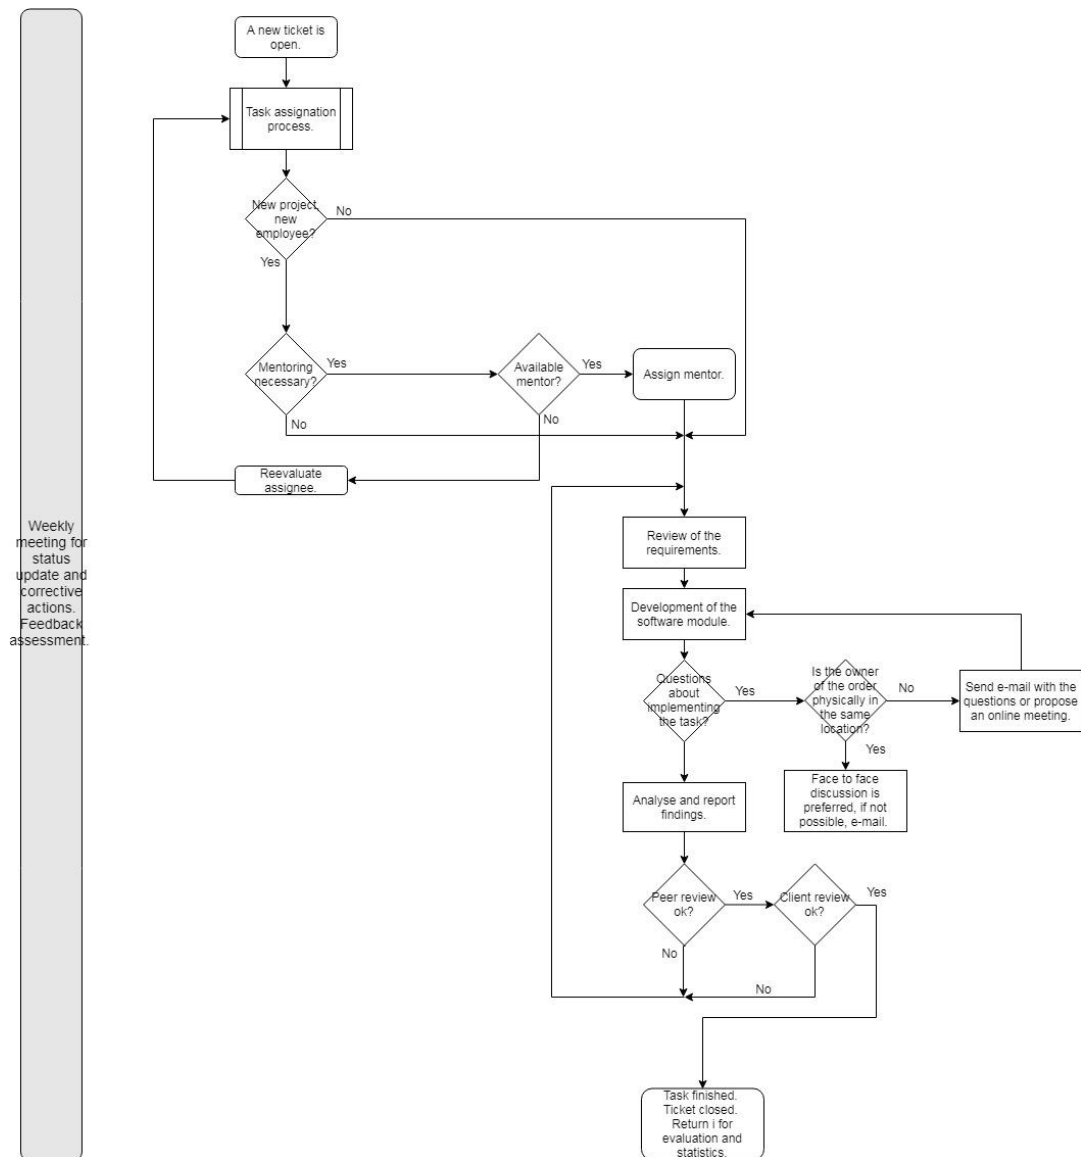 A new ticket is
open.
Task assignation
process.
New project,
new
employee?
No
Yes
Mentoring
necessary?
Yes
Available
mentor?
Yes
Assign mentor.
No
No
Reevaluate
assignee.
Weekly
meeting for
status
update and
corrective
actions.
Feedback
assessment.
Review of the
requirements.
Development of the
software module.
Questions
about
implementing
the task?
Yes
Is the owner
of the order
physically in
the same
location?
No
Send e-mail with the
questions or propose
an online meeting.
Yes
Face to face
discussion is
preferred, if not
possible, e-mail.
Analyse and report
findings.
Peer review
ok?
Yes
Client review
ok?
Yes
No
No
Task finished.
Ticket closed.
Return i for
evaluation and
statistics.